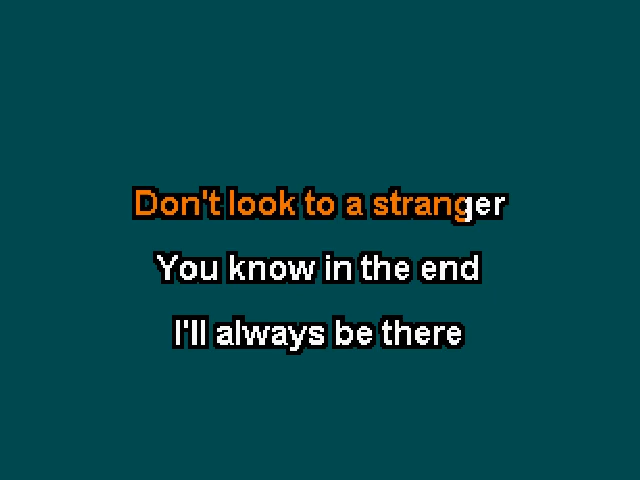 Don't look to a stranger
You know in the end
I'll always be there